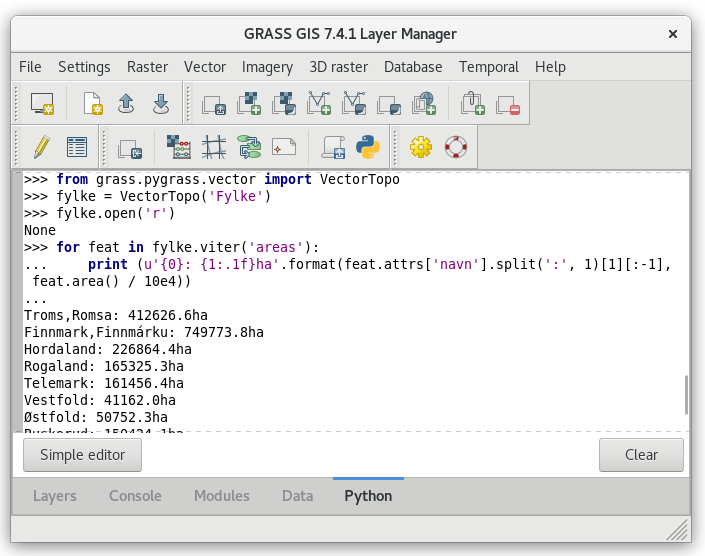 GRASS GIS 7.4.1 Layer Manager
File Settings Raster Vector Imagery 3D raster Database Temporal Help
>>> from grass.pygrass.vector import VectorTopo
>>> fylke = VectorTopo('Fylke')
>>> fylke.open('r')
None
>>> for feat in fylke.viter('areas'):
...     print (u'{0}: {1:.1f}ha'.format(feat.attrs['navn'].split(':', 1)[1][:-1],
 feat.area() / 10e4))
...
Troms,Romsa: 412626.6ha
Finnmark,Finnmárku: 749773.8ha
Hordaland: 226864.4ha
Rogaland: 165325.3ha
Telemark: 161456.4ha
Vestfold: 41162.0ha
Østfold: 50752.3ha
Simple editor Clear
Layers Console Modules Data Python